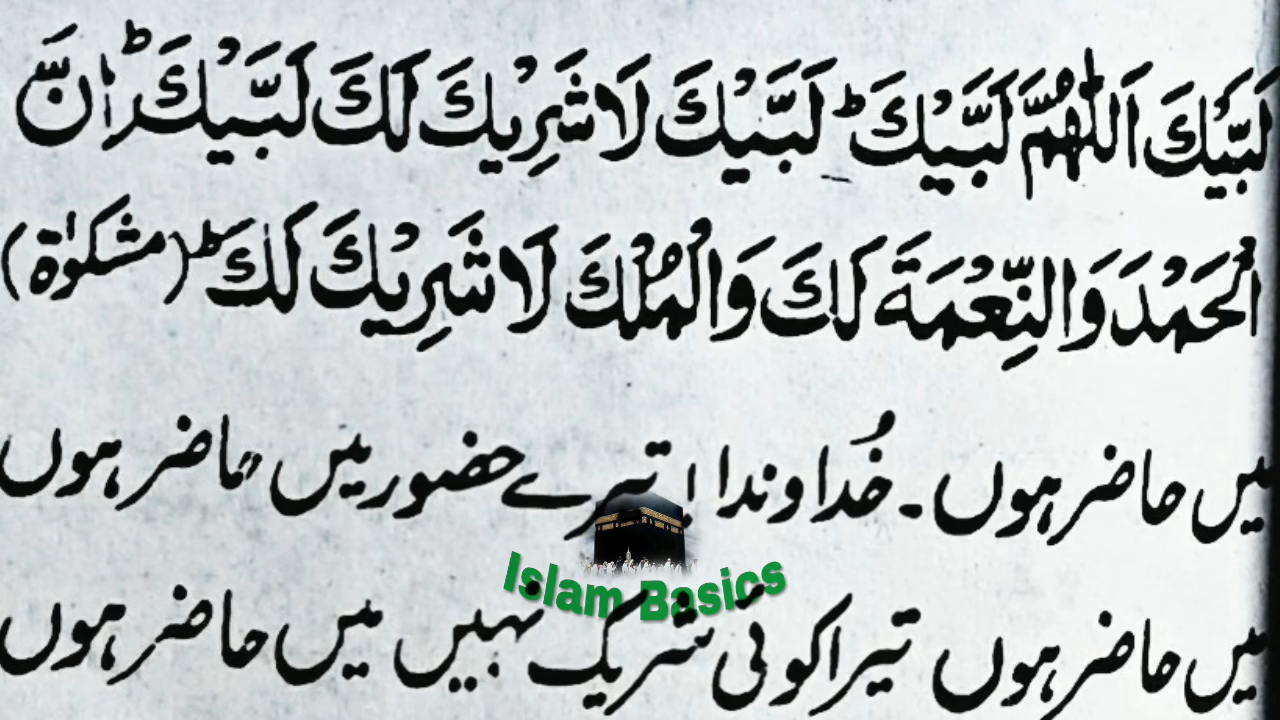 لَبَّيْكَ اَللّٰهُمَّ لَبَّيْكَ ؕ لَبَّيْكَ لَا شَرِيْكَ لَكَ لَبَّيْكَ ؕ اِنَّ
الْحَمْدَ وَالنِّعْمَةَ لَكَ وَالْمُلْكَ لَا شَرِيْكَ لَكَ ؕ (مشکوٰۃ)
میں حاضر ہوں۔ خُداوندا! تیرے حضور میں حاضر ہوں
Islam Basics
میں حاضر ہوں تیرا کوئی شریک نہیں میں حاضر ہوں